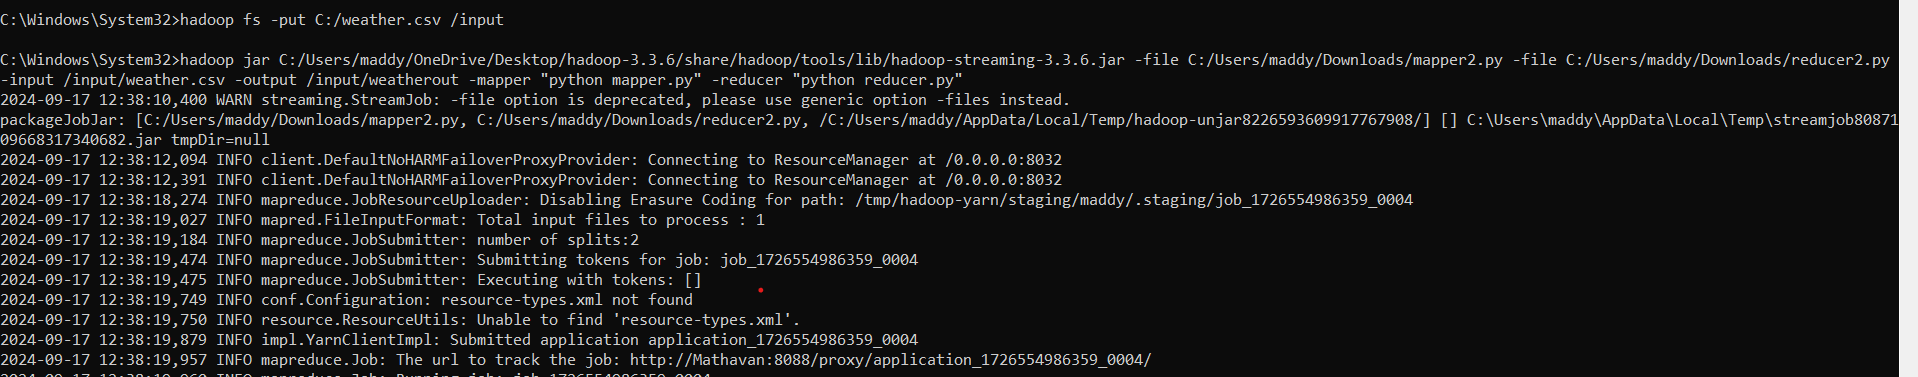 C:\Windows\System32>hadoop fs -put C:/weather.csv /input
C:\Windows\System32>hadoop jar C:/Users/maddy/OneDrive/Desktop/hadoop-3.3.6/share/hadoop/tools/lib/hadoop-streaming-3.3.6.jar -file C:/Users/maddy/Downloads/mapper2.py -file C:/Users/maddy/Downloads/reducer2.py
-input /input/weather.csv -output /input/weatherout -mapper "python mapper.py" -reducer "python reducer.py"
2024-09-17 12:38:10,400 WARN streaming.StreamJob: -file option is deprecated, please use generic option -files instead.
packageJobJar: [C:/Users/maddy/Downloads/mapper2.py, C:/Users/maddy/Downloads/reducer2.py, /C:/Users/maddy/AppData/Local/Temp/hadoop-unjar8226593609917767908/] [] C:\Users\maddy\AppData\Local\Temp\streamjob80871
09668317340682.jar tmpDir=null
2024-09-17 12:38:12,094 INFO client.DefaultNoHARMFailoverProxyProvider: Connecting to ResourceManager at /0.0.0.0:8032
2024-09-17 12:38:12,391 INFO client.DefaultNoHARMFailoverProxyProvider: Connecting to ResourceManager at /0.0.0.0:8032
2024-09-17 12:38:18,274 INFO mapreduce.JobResourceUploader: Disabling Erasure Coding for path: /tmp/hadoop-yarn/staging/maddy/.staging/job_1726554986359_0004
2024-09-17 12:38:19,027 INFO mapred.FileInputFormat: Total input files to process : 1
2024-09-17 12:38:19,184 INFO mapreduce.JobSubmitter: number of splits:2
2024-09-17 12:38:19,474 INFO mapreduce.JobSubmitter: Submitting tokens for job: job_1726554986359_0004
2024-09-17 12:38:19,475 INFO mapreduce.JobSubmitter: Executing with tokens: []
2024-09-17 12:38:19,749 INFO conf.Configuration: resource-types.xml not found
2024-09-17 12:38:19,750 INFO resource.ResourceUtils: Unable to find 'resource-types.xml'.
2024-09-17 12:38:19,879 INFO impl.YarnClientImpl: Submitted application application_1726554986359_0004
2024-09-17 12:38:19,957 INFO mapreduce.Job: The url to track the job: http://Mathavan:8088/proxy/application_1726554986359_0004/
INFO mapreduce.Job: Running job: job_1726554986359_0004